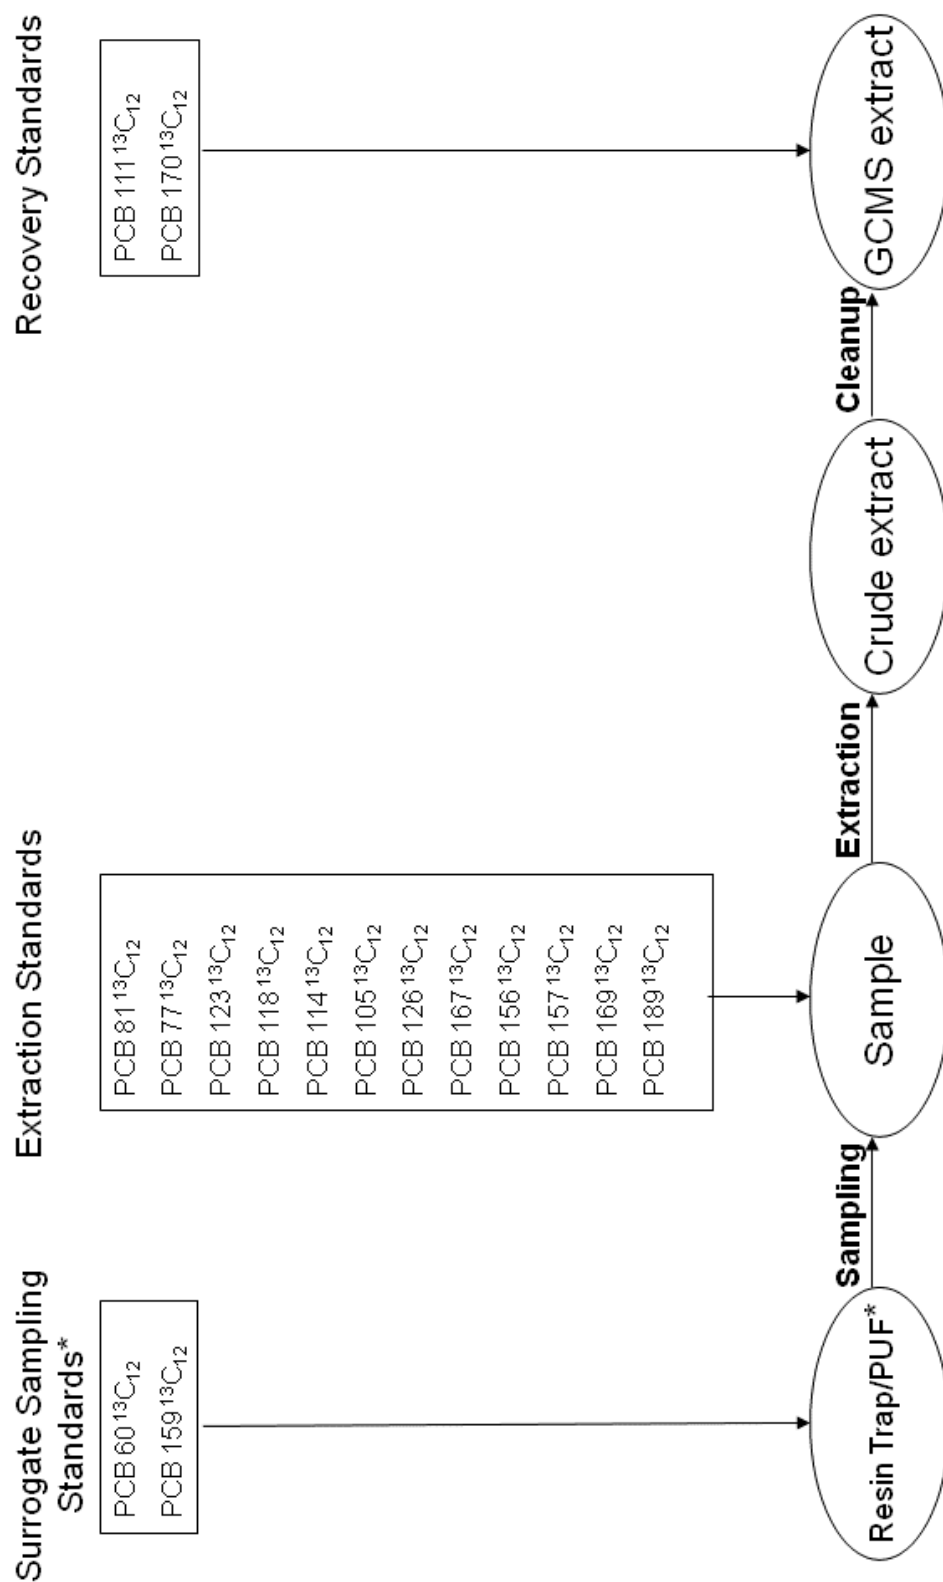 Surrogate Sampling
Standards*
PCB 60 ¹³C₁₂
PCB 159 ¹³C₁₂
Extraction Standards
PCB 81 ¹³C₁₂
PCB 77 ¹³C₁₂
PCB 123 ¹³C₁₂
PCB 118 ¹³C₁₂
PCB 114 ¹³C₁₂
PCB 105 ¹³C₁₂
PCB 126 ¹³C₁₂
PCB 167 ¹³C₁₂
PCB 156 ¹³C₁₂
PCB 157 ¹³C₁₂
PCB 169 ¹³C₁₂
PCB 189 ¹³C₁₂
Recovery Standards
PCB 111 ¹³C₁₂
PCB 170 ¹³C₁₂
Resin Trap/PUF*
Sampling
Sample
Extraction
Crude extract
Cleanup
GCMS extract